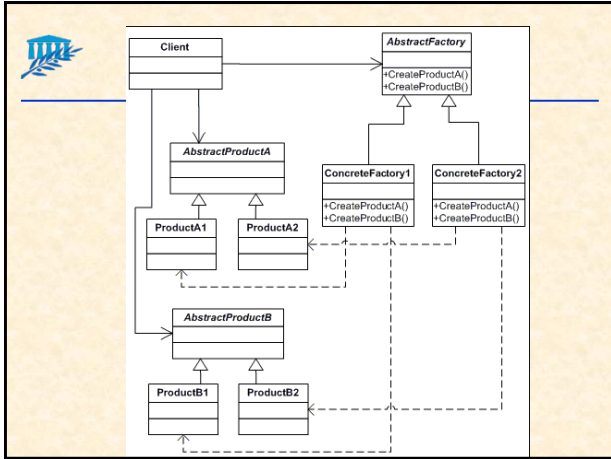 Client
AbstractFactory
+CreateProductA()
+CreateProductB()
AbstractProductA
ConcreteFactory1
+CreateProductA()
+CreateProductB()
ConcreteFactory2
+CreateProductA()
+CreateProductB()
ProductA1
ProductA2
AbstractProductB
ProductB1
ProductB2